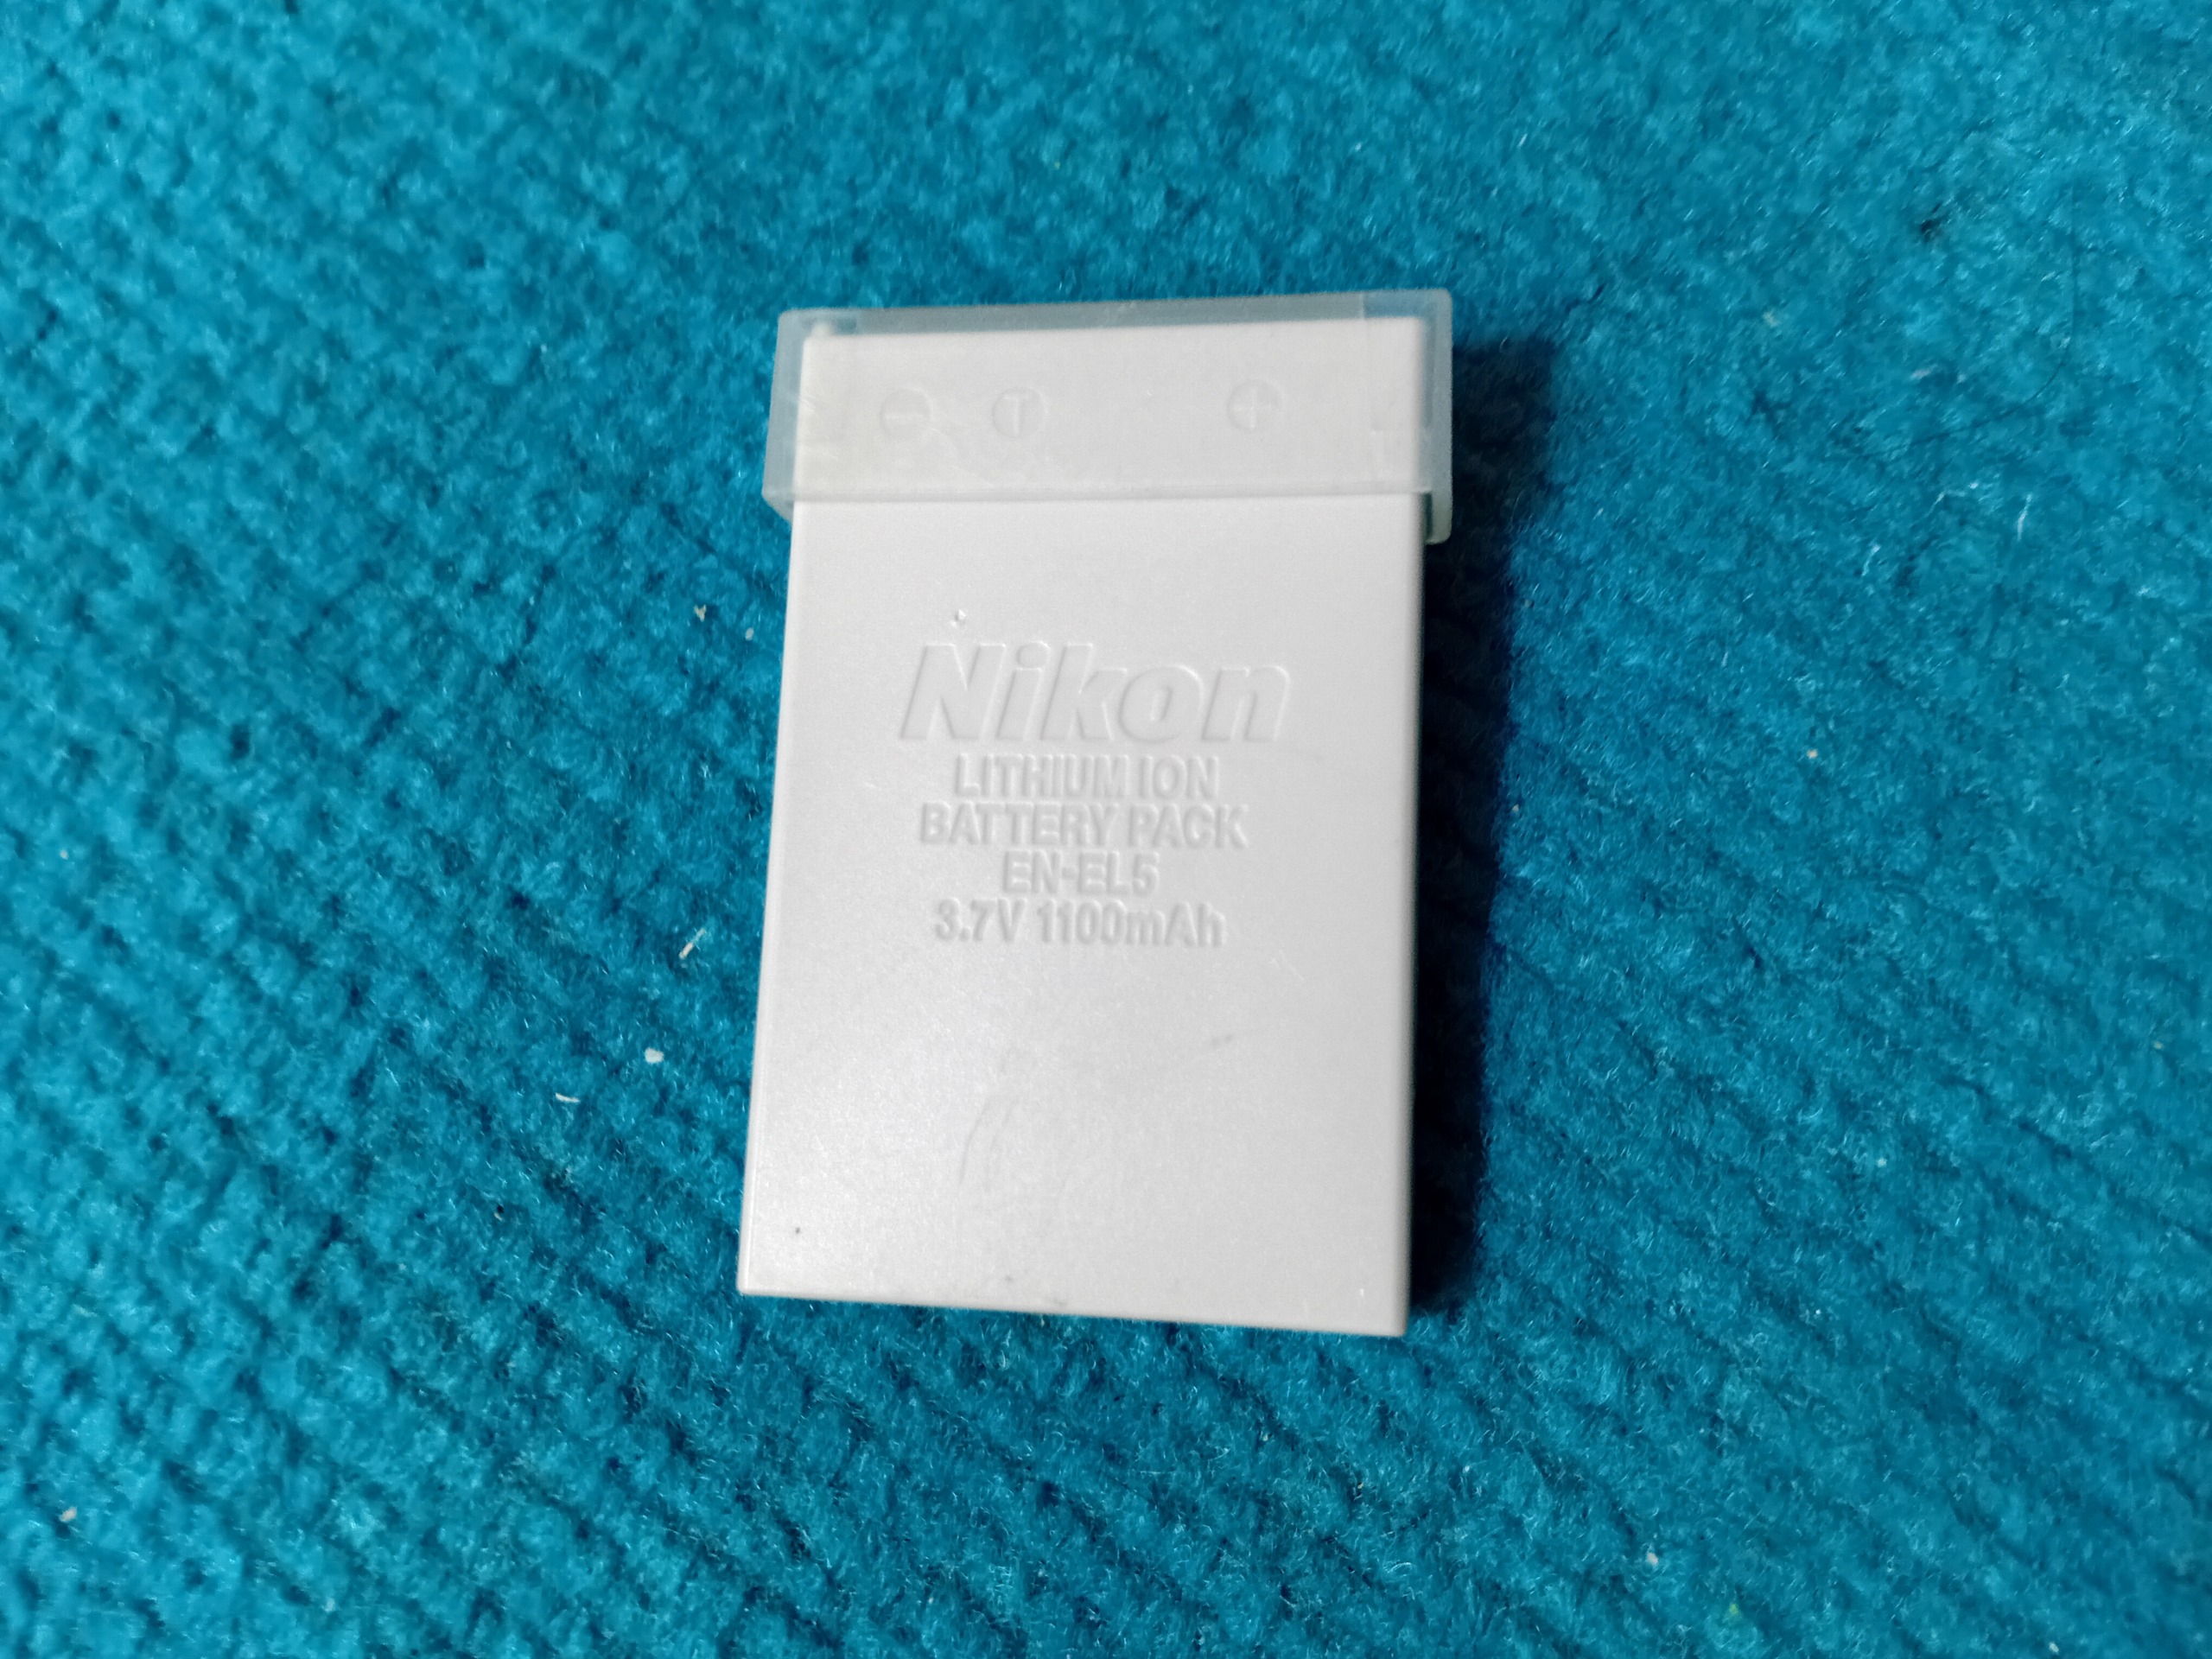 - T +
Nikon
LITHIUM ION
BATTERY PACK
EN-EL5
3.7V 1100mAh